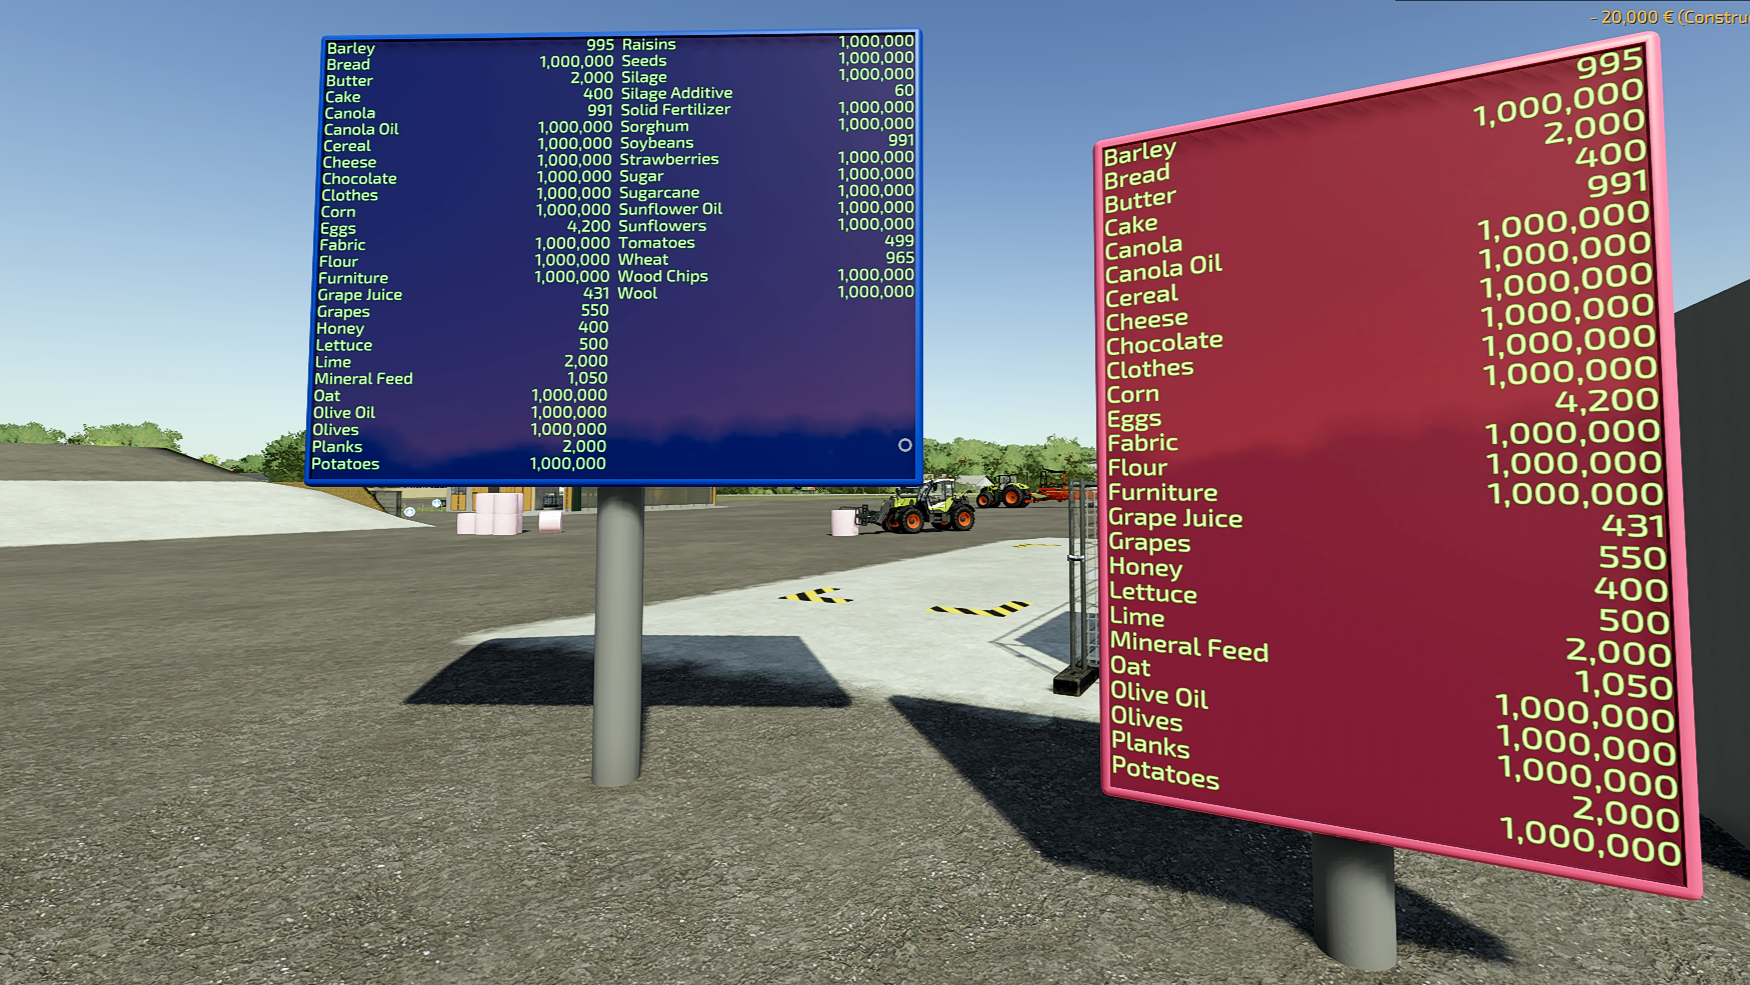 - 20,000 € (Constru
Barley 995 Raisins 1,000,000
Bread 1,000,000 Seeds 1,000,000
Butter 2,000 Silage 1,000,000
Cake 400 Silage Additive 60
Canola 991 Solid Fertilizer 1,000,000
Canola Oil 1,000,000 Sorghum 1,000,000
Cereal 1,000,000 Soybeans 991
Cheese 1,000,000 Strawberries 1,000,000
Chocolate 1,000,000 Sugar 1,000,000
Clothes 1,000,000 Sugarcane 1,000,000
Corn 1,000,000 Sunflower Oil 1,000,000
Eggs 4,200 Sunflowers 1,000,000
Fabric 1,000,000 Tomatoes 499
Flour 1,000,000 Wheat 965
Furniture 1,000,000 Wood Chips 1,000,000
Grape Juice 431 Wool 1,000,000
Grapes 550
Honey 400
Lettuce 500
Lime 2,000
Mineral Feed 1,050
Oat 1,000,000
Olive Oil 1,000,000
Olives 1,000,000
Planks 2,000
Potatoes 1,000,000
Barley 995
Bread 1,000,000
Butter 2,000
Cake 400
Canola 991
Canola Oil 1,000,000
Cereal 1,000,000
Cheese 1,000,000
Chocolate 1,000,000
Clothes 1,000,000
Corn 1,000,000
Eggs 4,200
Fabric 1,000,000
Flour 1,000,000
Furniture 1,000,000
Grape Juice 431
Grapes 550
Honey 400
Lettuce 500
Lime 2,000
Mineral Feed 1,050
Oat 1,000,000
Olive Oil 1,000,000
Olives 1,000,000
Planks 2,000
Potatoes 1,000,000